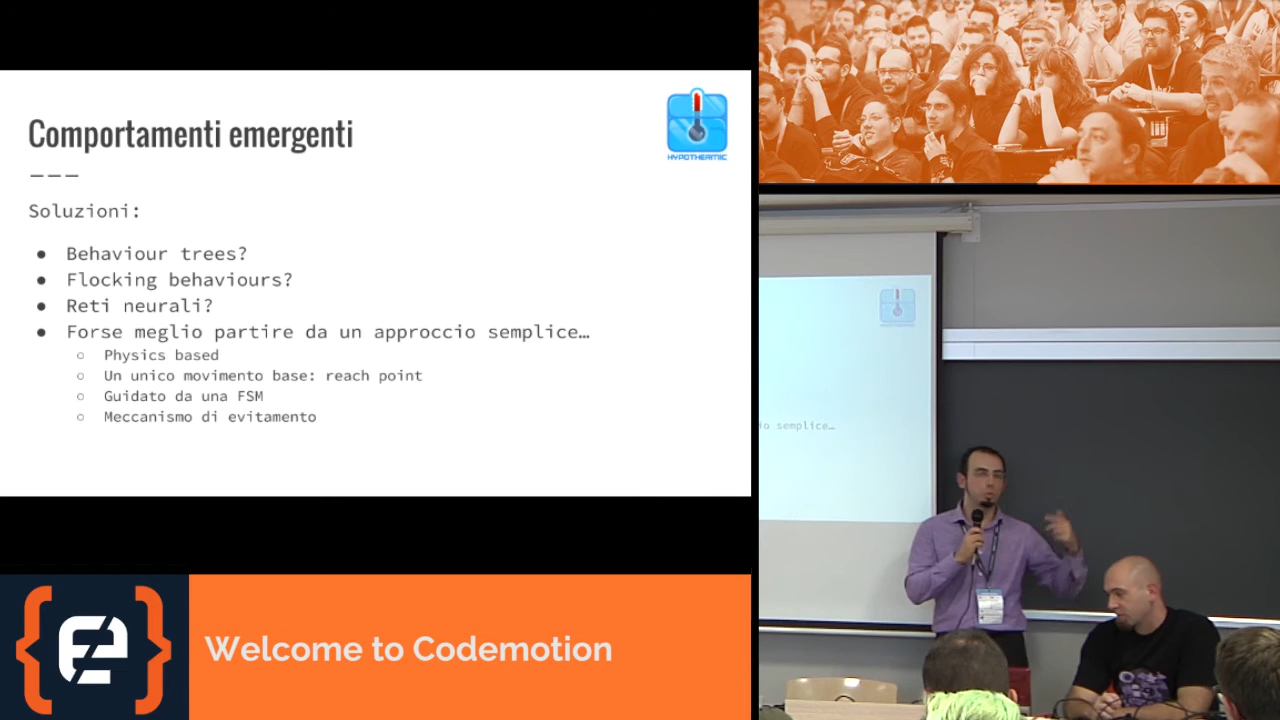 Comportamenti emergenti
HYPOTHERMIC
Soluzioni:
● Behaviour trees?
● Flocking behaviours?
● Reti neurali?
● Forse meglio partire da un approccio semplice…
○ Physics based
○ Un unico movimento base: reach point
○ Guidato da una FSM
○ Meccanismo di evitamento
io semplice…
Welcome to Codemotion